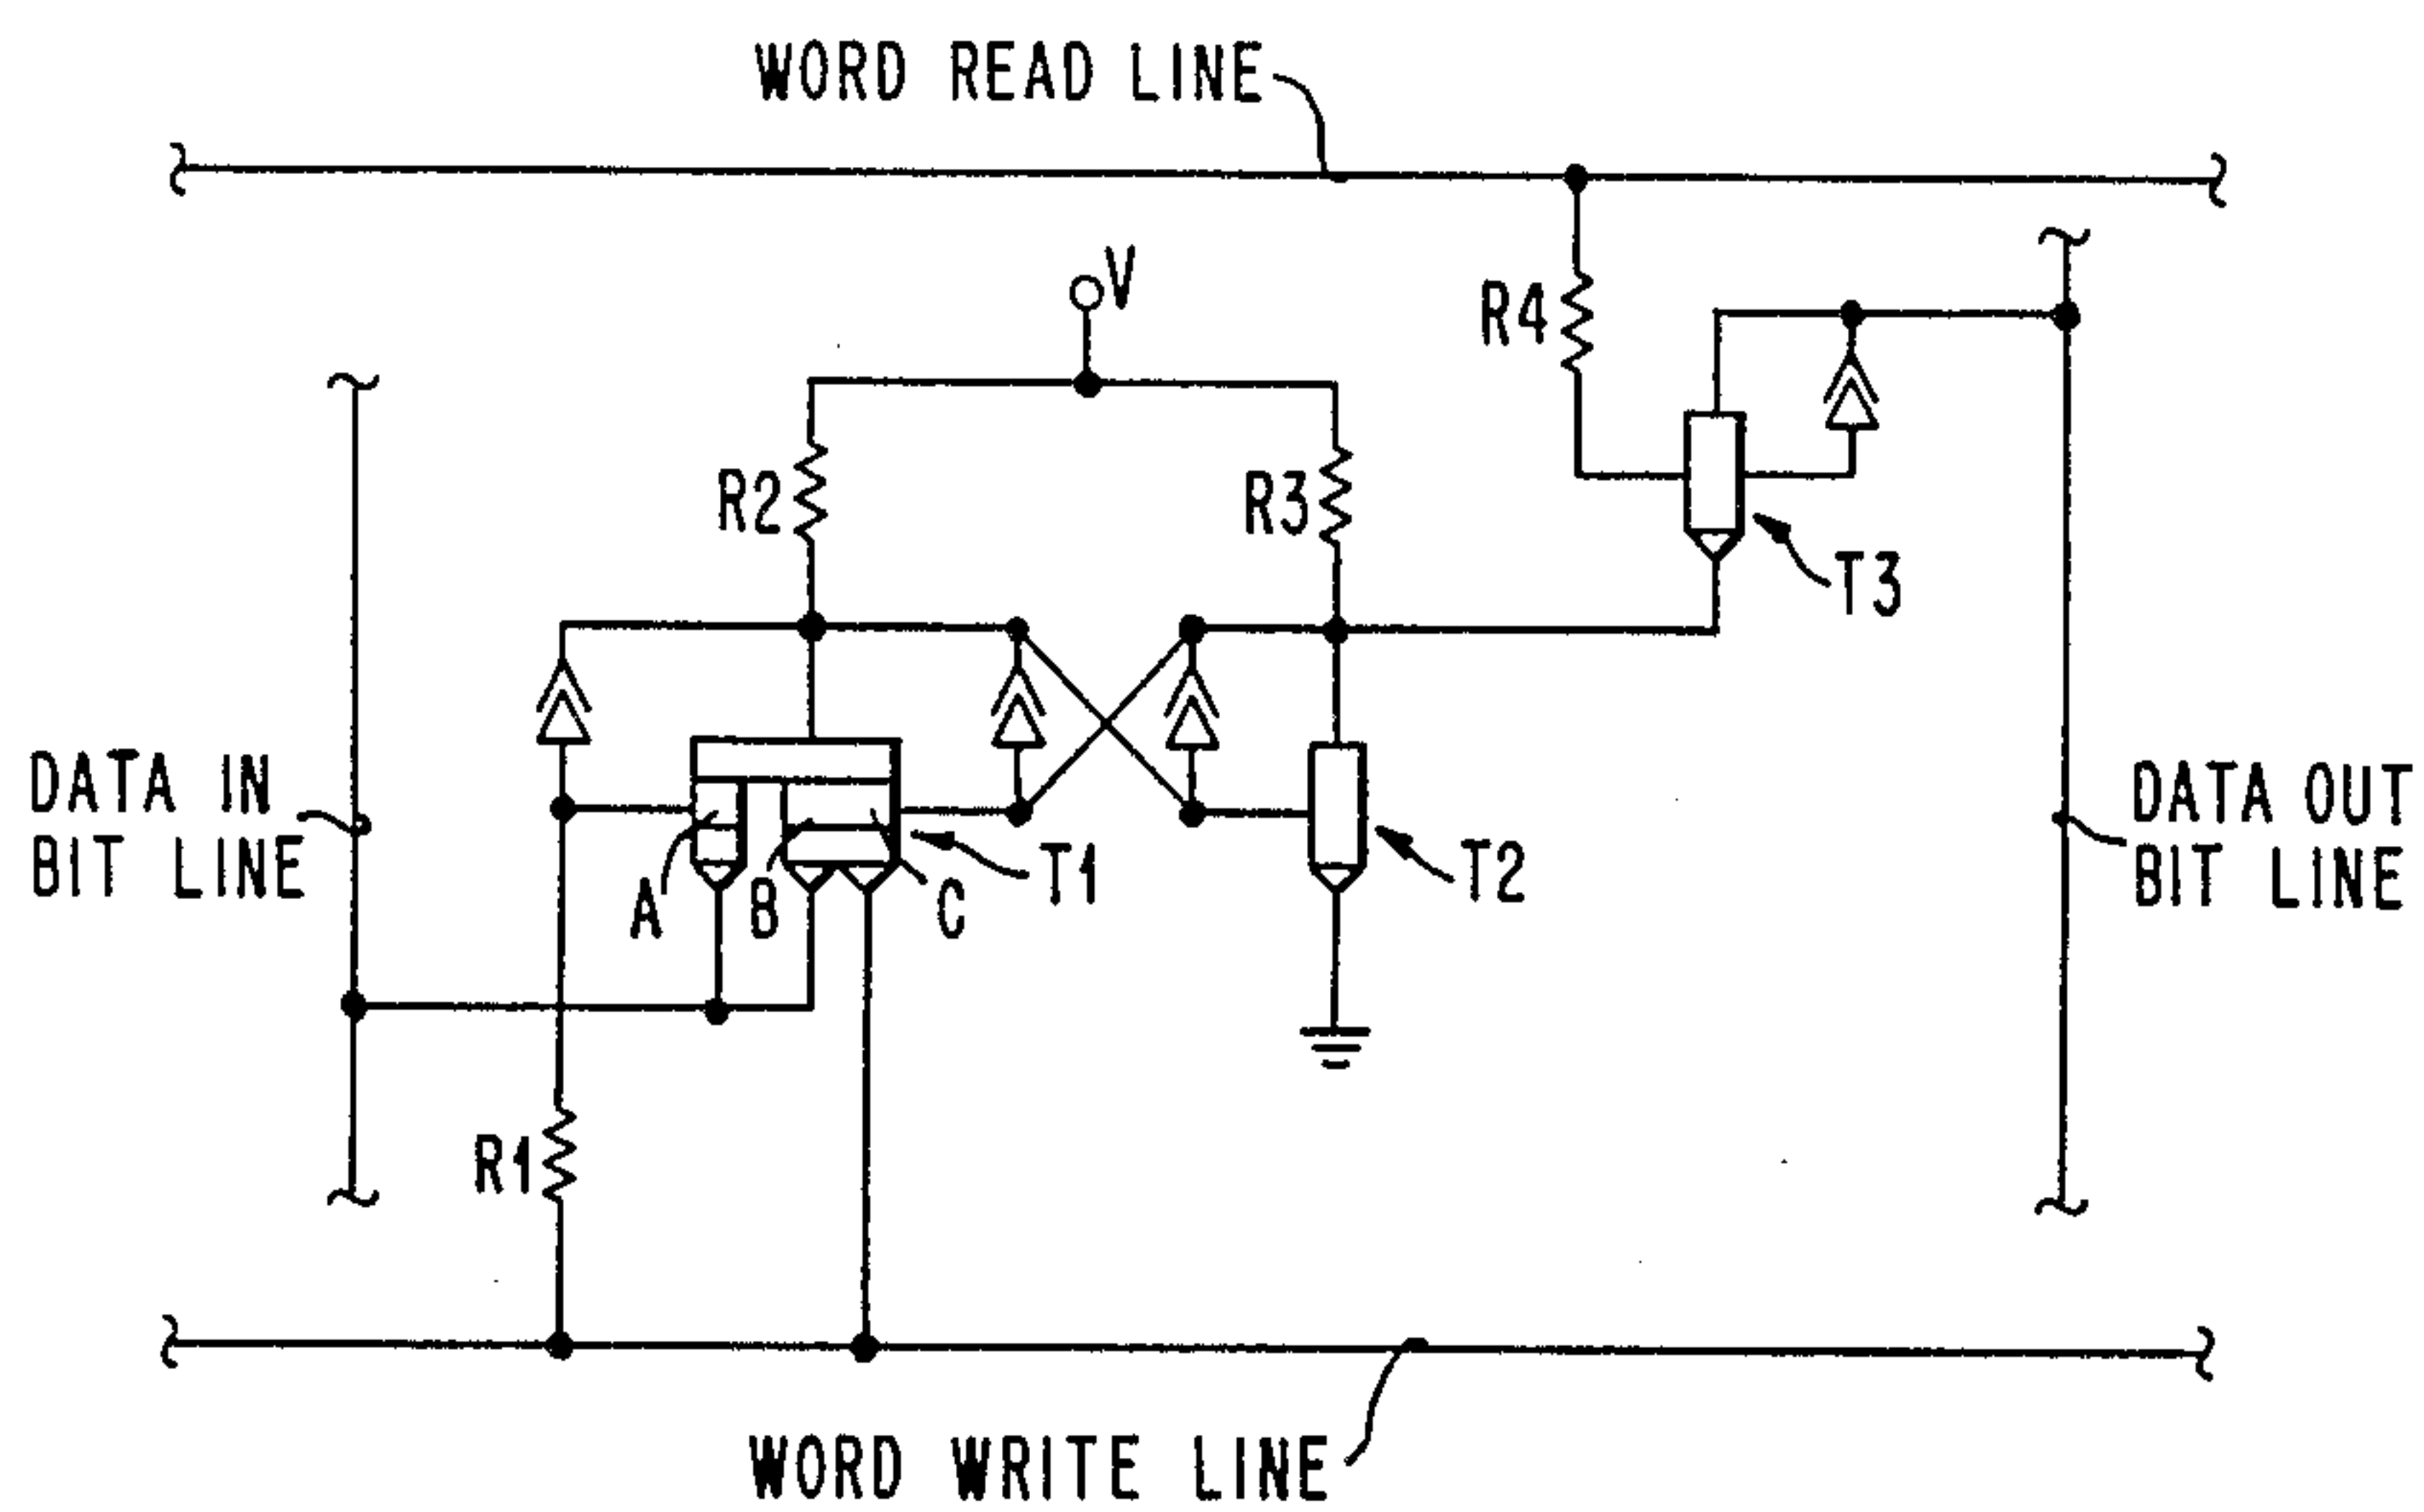 WORD READ LINE
V
R4
R2
R3
T3
DATA IN
BIT LINE
DATA OUT
BIT LINE
A
B
C
T1
T2
R1
WORD WRITE LINE